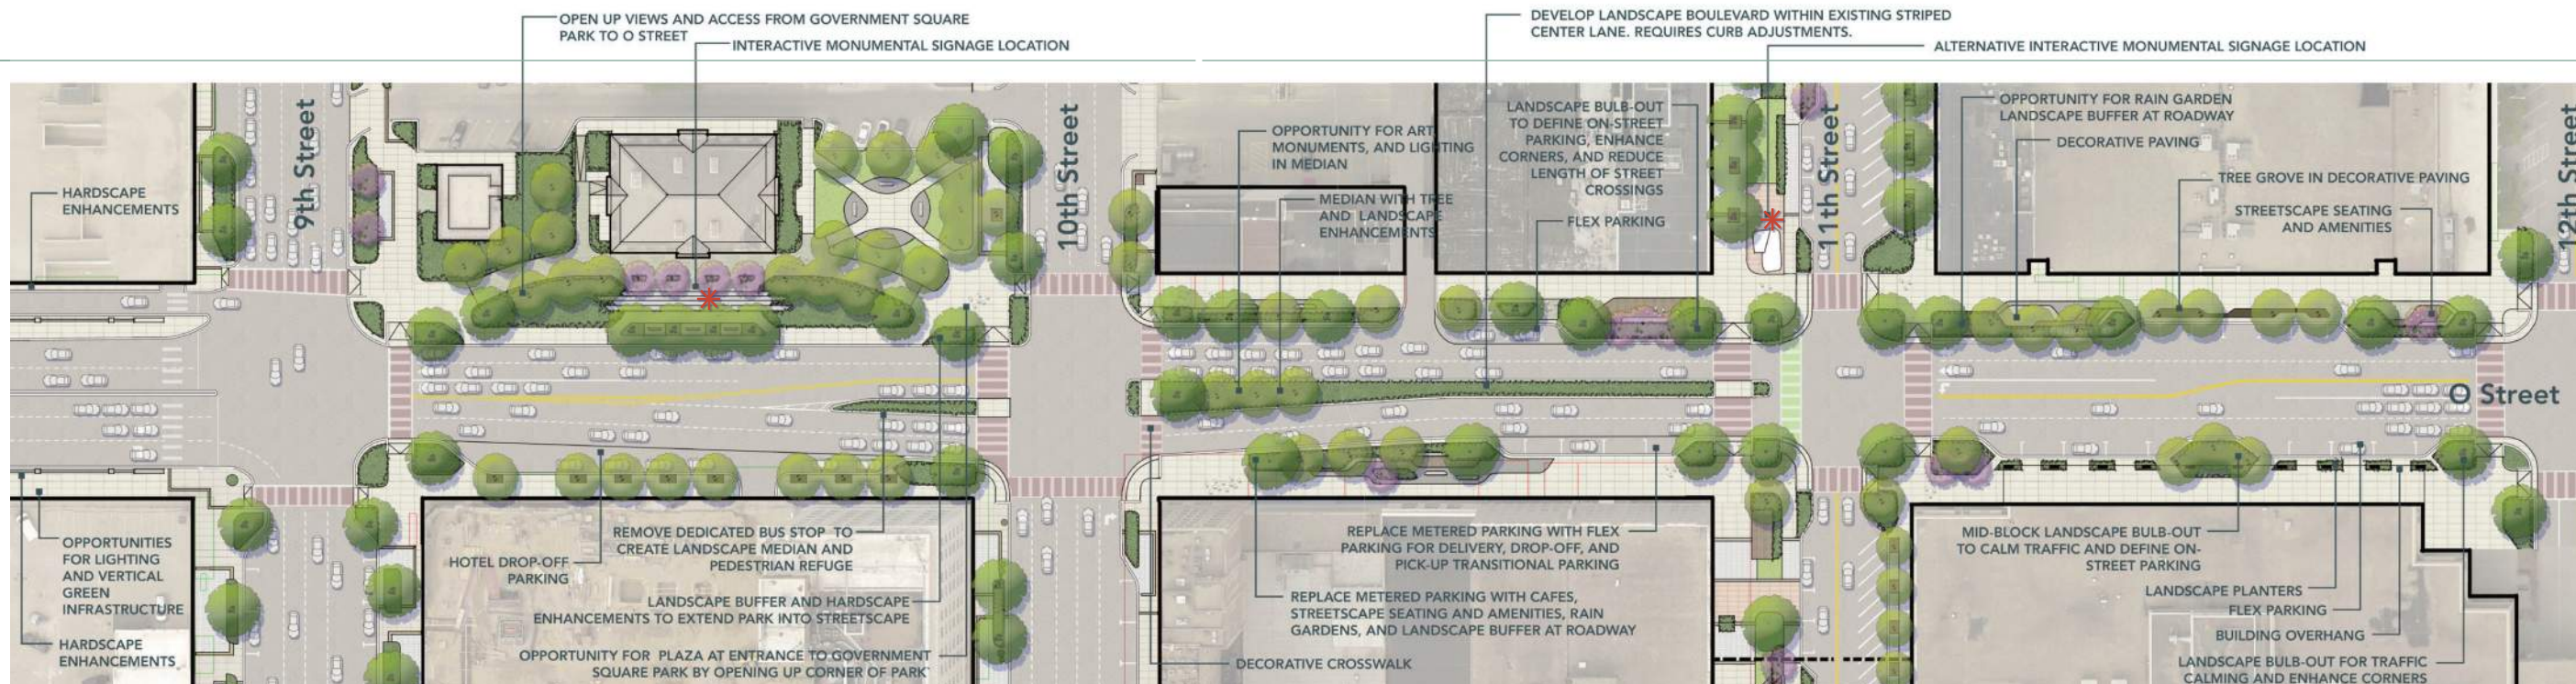 OPEN UP VIEWS AND ACCESS FROM GOVERNMENT SQUARE
PARK TO O STREET
INTERACTIVE MONUMENTAL SIGNAGE LOCATION
DEVELOP LANDSCAPE BOULEVARD WITHIN EXISTING STRIPED
CENTER LANE. REQUIRES CURB ADJUSTMENTS.
ALTERNATIVE INTERACTIVE MONUMENTAL SIGNAGE LOCATION
9th Street
10th Street
11th Street
12th Street
HARDSCAPE
ENHANCEMENTS
OPPORTUNITY FOR ART,
MONUMENTS, AND LIGHTING
IN MEDIAN
MEDIAN WITH TREE
AND LANDSCAPE
ENHANCEMENTS
LANDSCAPE BULB-OUT
TO DEFINE ON-STREET
PARKING, ENHANCE
CORNERS, AND REDUCE
LENGTH OF STREET
CROSSINGS
FLEX PARKING
OPPORTUNITY FOR RAIN GARDEN
LANDSCAPE BUFFER AT ROADWAY
DECORATIVE PAVING
TREE GROVE IN DECORATIVE PAVING
STREETSCAPE SEATING
AND AMENITIES
O Street
OPPORTUNITIES
FOR LIGHTING
AND VERTICAL
GREEN
INFRASTRUCTURE
HARDSCAPE
ENHANCEMENTS
HOTEL DROP-OFF
PARKING
REMOVE DEDICATED BUS STOP TO
CREATE LANDSCAPE MEDIAN AND
PEDESTRIAN REFUGE
LANDSCAPE BUFFER AND HARDSCAPE
ENHANCEMENTS TO EXTEND PARK INTO STREETSCAPE
OPPORTUNITY FOR PLAZA AT ENTRANCE TO GOVERNMENT
SQUARE PARK BY OPENING UP CORNER OF PARK
REPLACE METERED PARKING WITH FLEX
PARKING FOR DELIVERY, DROP-OFF, AND
PICK-UP TRANSITIONAL PARKING
REPLACE METERED PARKING WITH CAFES,
STREETSCAPE SEATING AND AMENITIES, RAIN
GARDENS, AND LANDSCAPE BUFFER AT ROADWAY
DECORATIVE CROSSWALK
MID-BLOCK LANDSCAPE BULB-OUT
TO CALM TRAFFIC AND DEFINE ON-
STREET PARKING
LANDSCAPE PLANTERS
FLEX PARKING
BUILDING OVERHANG
LANDSCAPE BULB-OUT FOR TRAFFIC
CALMING AND ENHANCE CORNERS